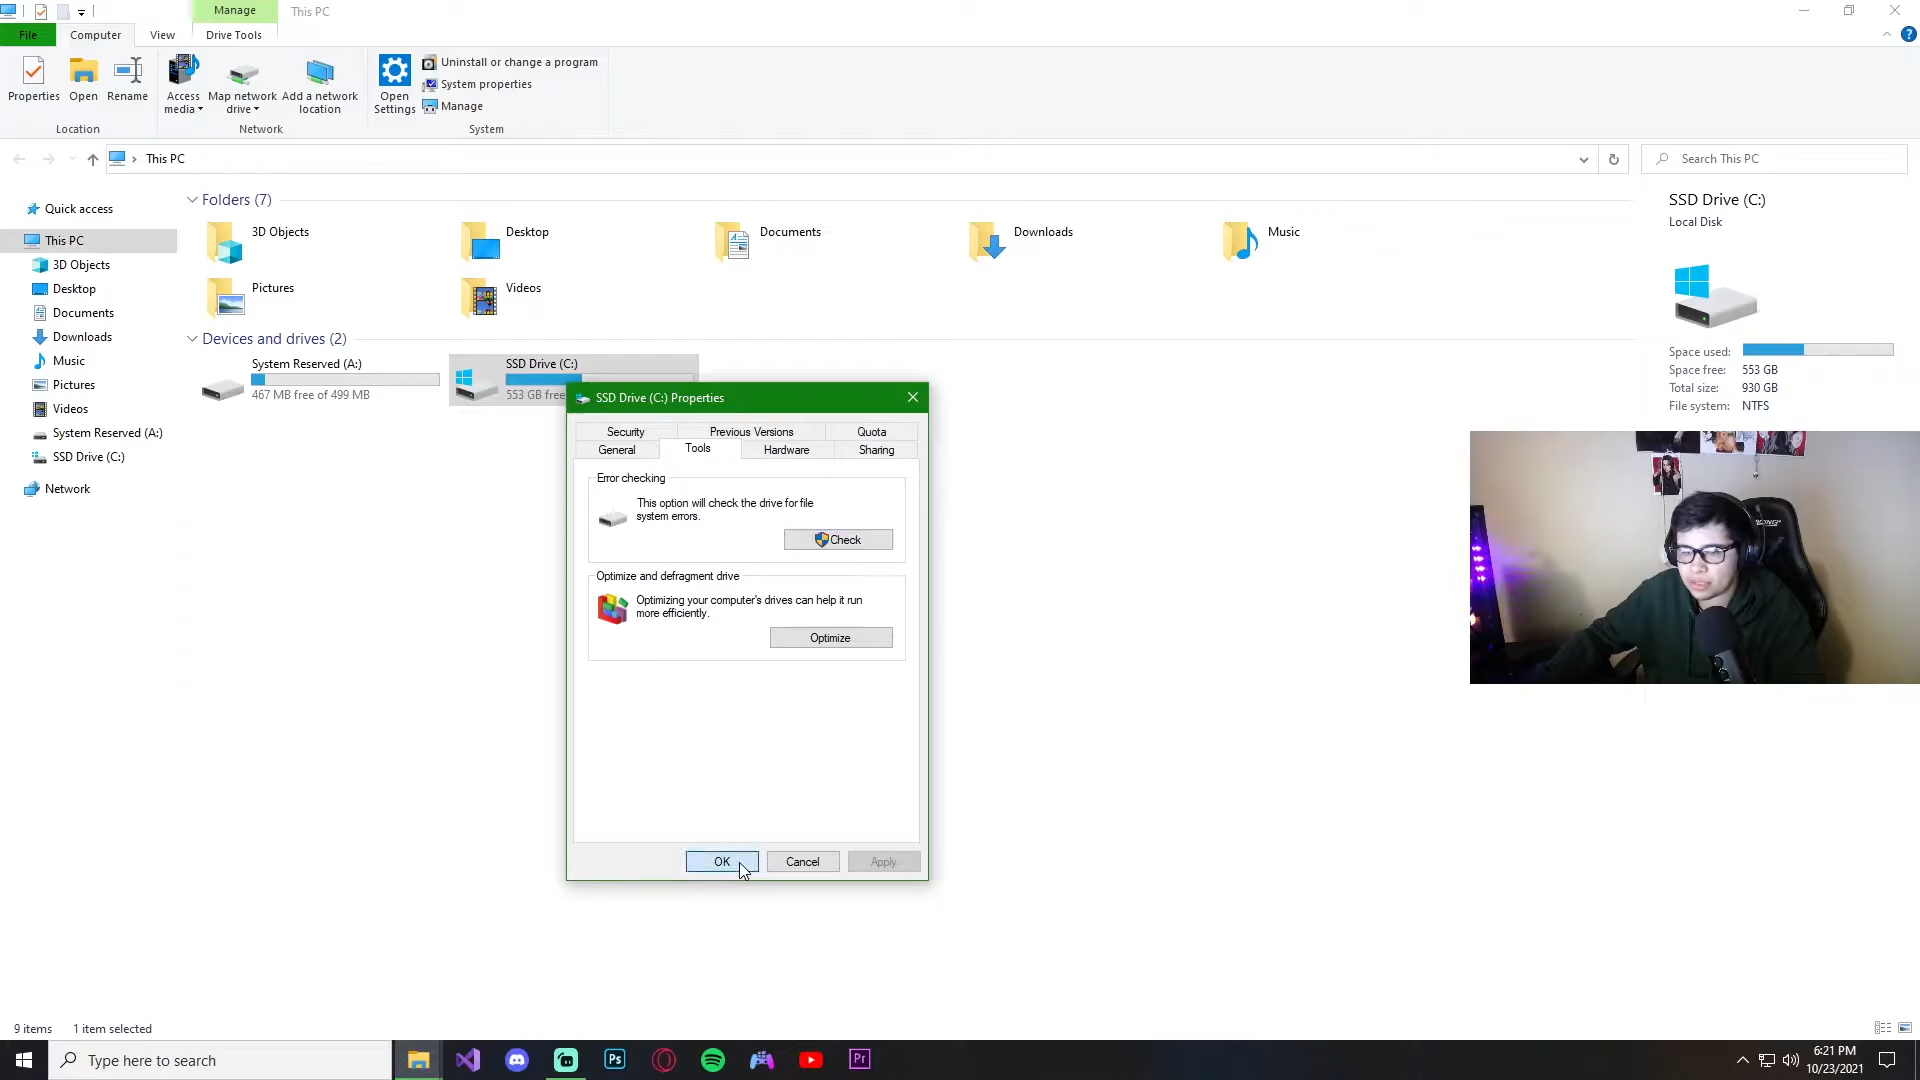 Manage
This PC
File
Computer
View
Drive Tools
Properties
Open
Rename
Access media
Map network drive
Add a network location
Open Settings
Uninstall or change a program
System properties
Manage
Location
Network
System
This PC
Search This PC
Quick access
This PC
3D Objects
Desktop
Documents
Downloads
Music
Pictures
Videos
System Reserved (A:)
SSD Drive (C:)
Network
Folders (7)
3D Objects
Desktop
Documents
Downloads
Music
Pictures
Videos
Devices and drives (2)
System Reserved (A:)
467 MB free of 499 MB
SSD Drive (C:)
553 GB free
SSD Drive (C:)
Local Disk
Space used:
Space free: 553 GB
Total size: 930 GB
File system: NTFS
SSD Drive (C:) Properties
Security
Previous Versions
Quota
General
Tools
Hardware
Sharing
Error checking
This option will check the drive for file
system errors.
Check
Optimize and defragment drive
Optimizing your computer's drives can help it run
more efficiently.
Optimize
OK
Cancel
Apply
9 items
1 item selected
Type here to search
Ps
Pr
6:21 PM
10/23/2021